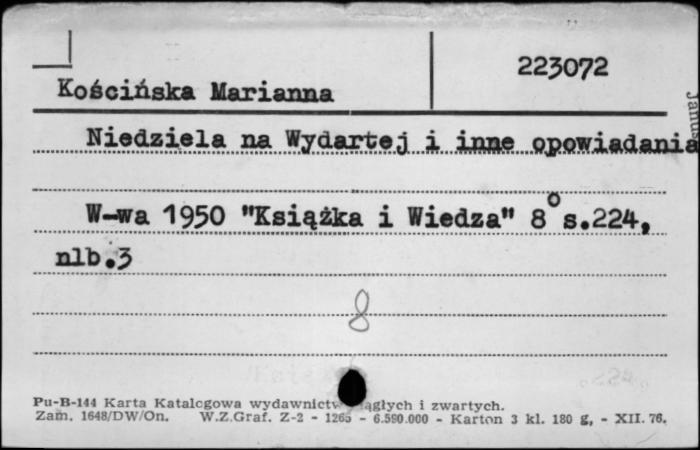 223072
Kościńska Marianna
Niedziela na Wydartej i inne opowiadania
W-wa 1950 "Książka i Wiedza" 8° s.224,
nlb.3
8
Pu-B-144 Karta Katalogowa wydawnictw ciągłych i zwartych.
Zam. 1648/DW/On. W.Z.Graf. Z-2 - 1265 - 6.590.000 - Karton 3 kl. 180 g, - XII. 76.